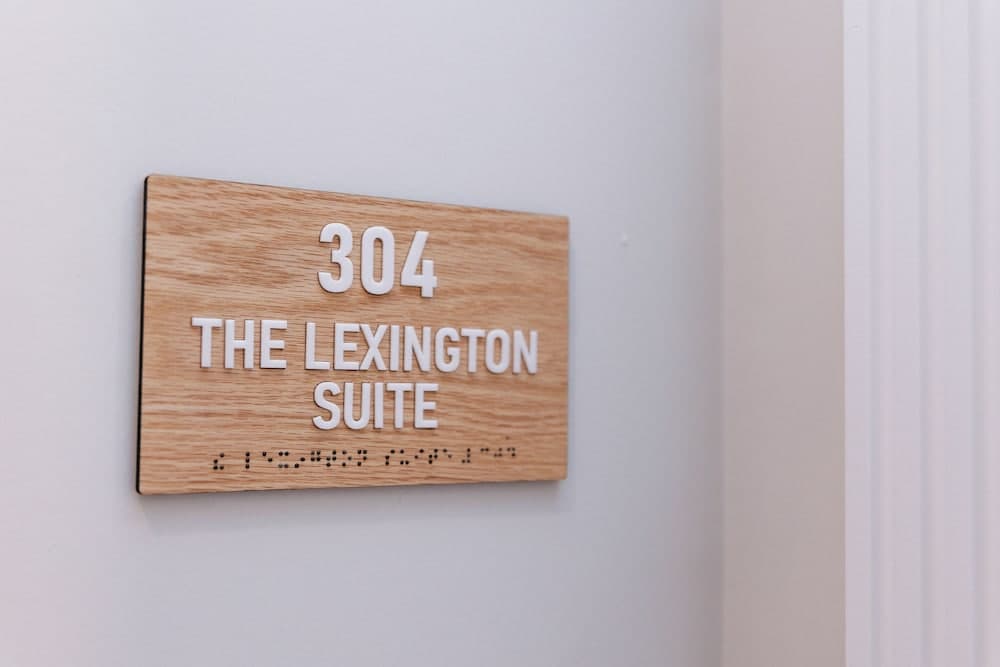 304
THE LEXINGTON
SUITE